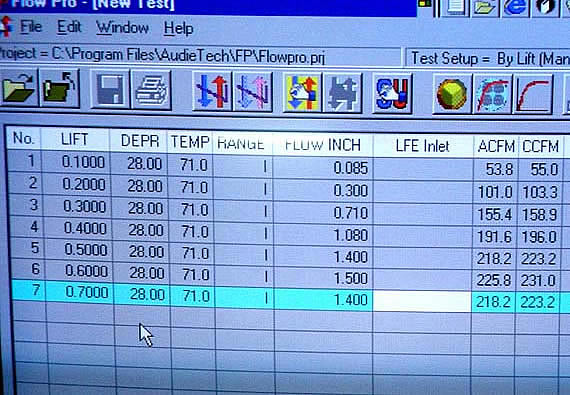 Flow Pro - [New Test]
File Edit Window Help
Project = C:\Program Files\AudieTech\FP\Flowpro.prj Test Setup = By Lift (Man
No. LIFT DEPR TEMP RANGE FLOW INCH LFE Inlet ACFM CCFM
1 0.1000 28.00 71.0 I 0.085 53.8 55.0
2 0.2000 28.00 71.0 I 0.300 101.0 103.3
3 0.3000 28.00 71.0 I 0.710 155.4 158.9
4 0.4000 28.00 71.0 I 1.080 191.6 196.0
5 0.5000 28.00 71.0 I 1.400 218.2 223.2
6 0.6000 28.00 71.0 I 1.500 225.8 231.0
7 0.7000 28.00 71.0 I 1.400 218.2 223.2